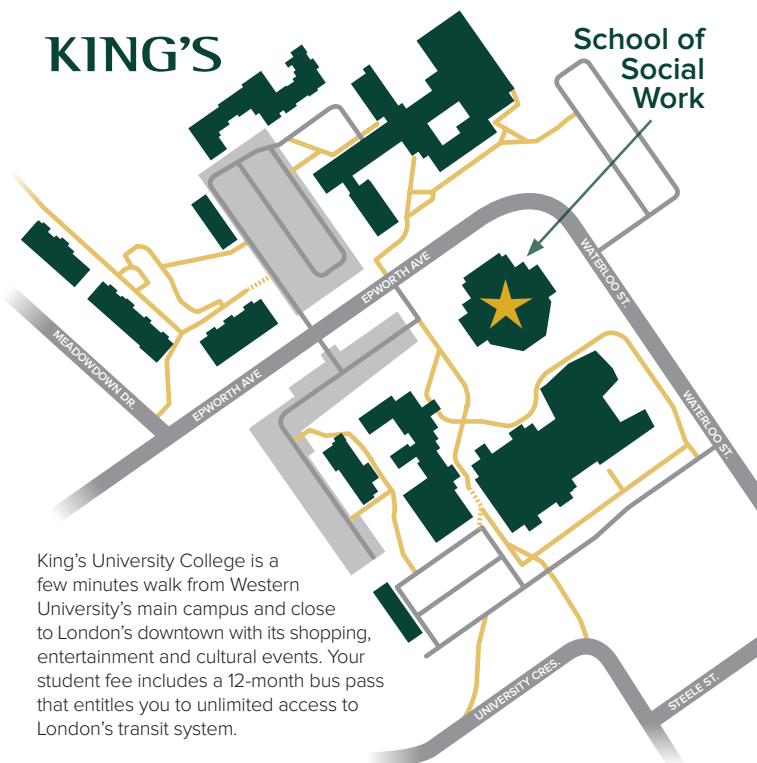 KING'S
School of
Social
Work
EPWORTH AVE
WATERLOO ST.
MEADOWDOWN DR.
EPWORTH AVE
WATERLOO ST.
King's University College is a
few minutes walk from Western
University's main campus and close
to London's downtown with its shopping,
entertainment and cultural events. Your
student fee includes a 12-month bus pass
that entitles you to unlimited access to
London's transit system.
UNIVERSITY CRES.
STEELE ST.